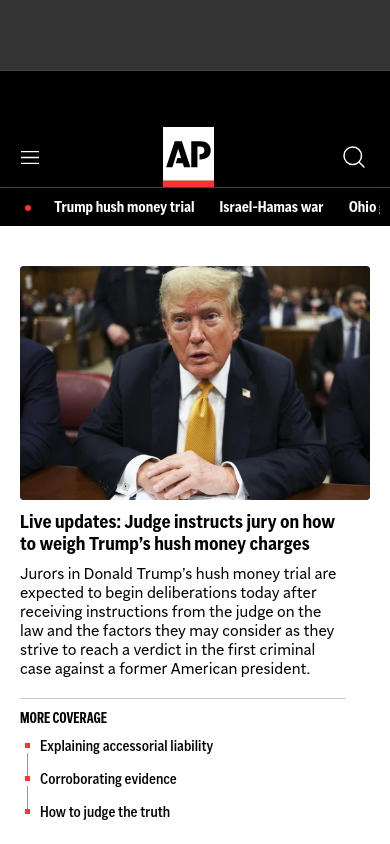 AP
Trump hush money trial Israel-Hamas war Ohio
Live updates: Judge instructs jury on how
to weigh Trump’s hush money charges
Jurors in Donald Trump’s hush money trial are
expected to begin deliberations today after
receiving instructions from the judge on the
law and the factors they may consider as they
strive to reach a verdict in the first criminal
case against a former American president.
MORE COVERAGE
Explaining accessorial liability
Corroborating evidence
How to judge the truth